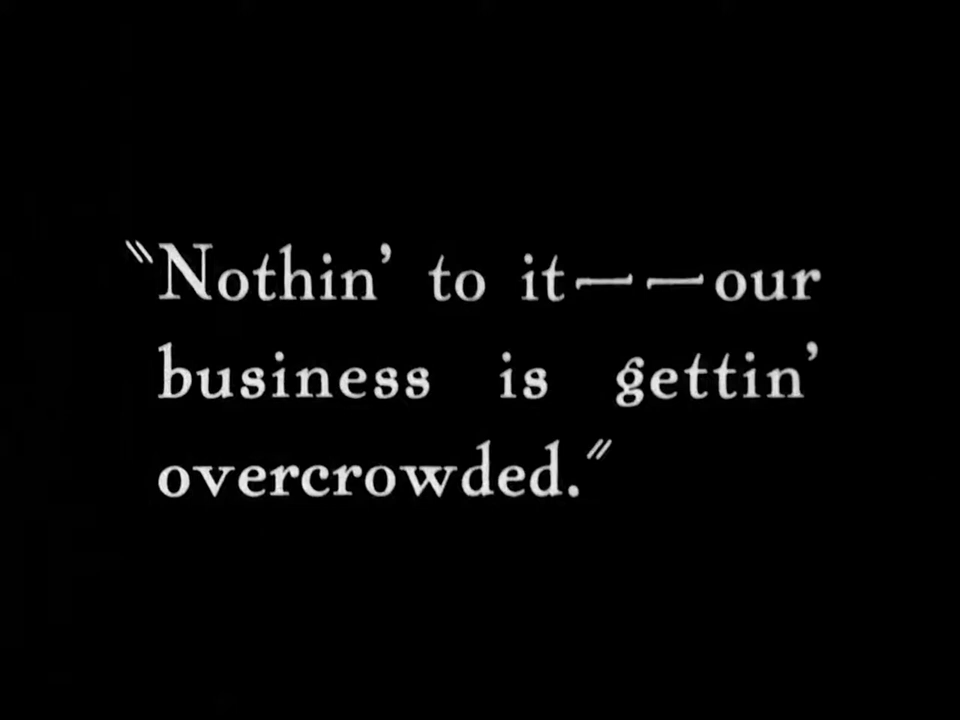 "Nothin' to it——our
business is gettin'
overcrowded."